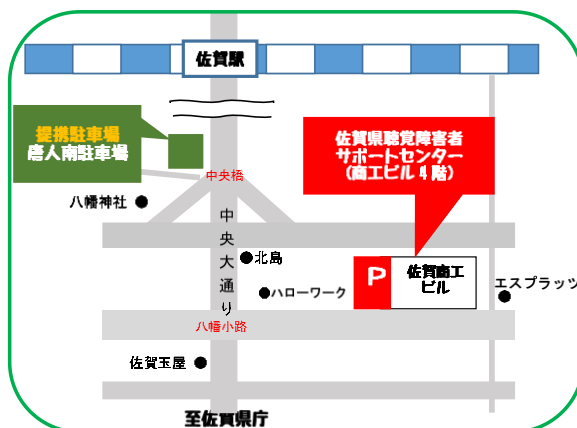 佐賀駅
提携駐車場
唐人南駐車場
佐賀県聴覚障害者
サポートセンター
(商工ビル4階)
中央橋
八幡神社
中央大通り
北島
P
佐賀商工
ビル
ハローワーク
エスプラッツ
八幡小路
佐賀玉屋
至佐賀県庁